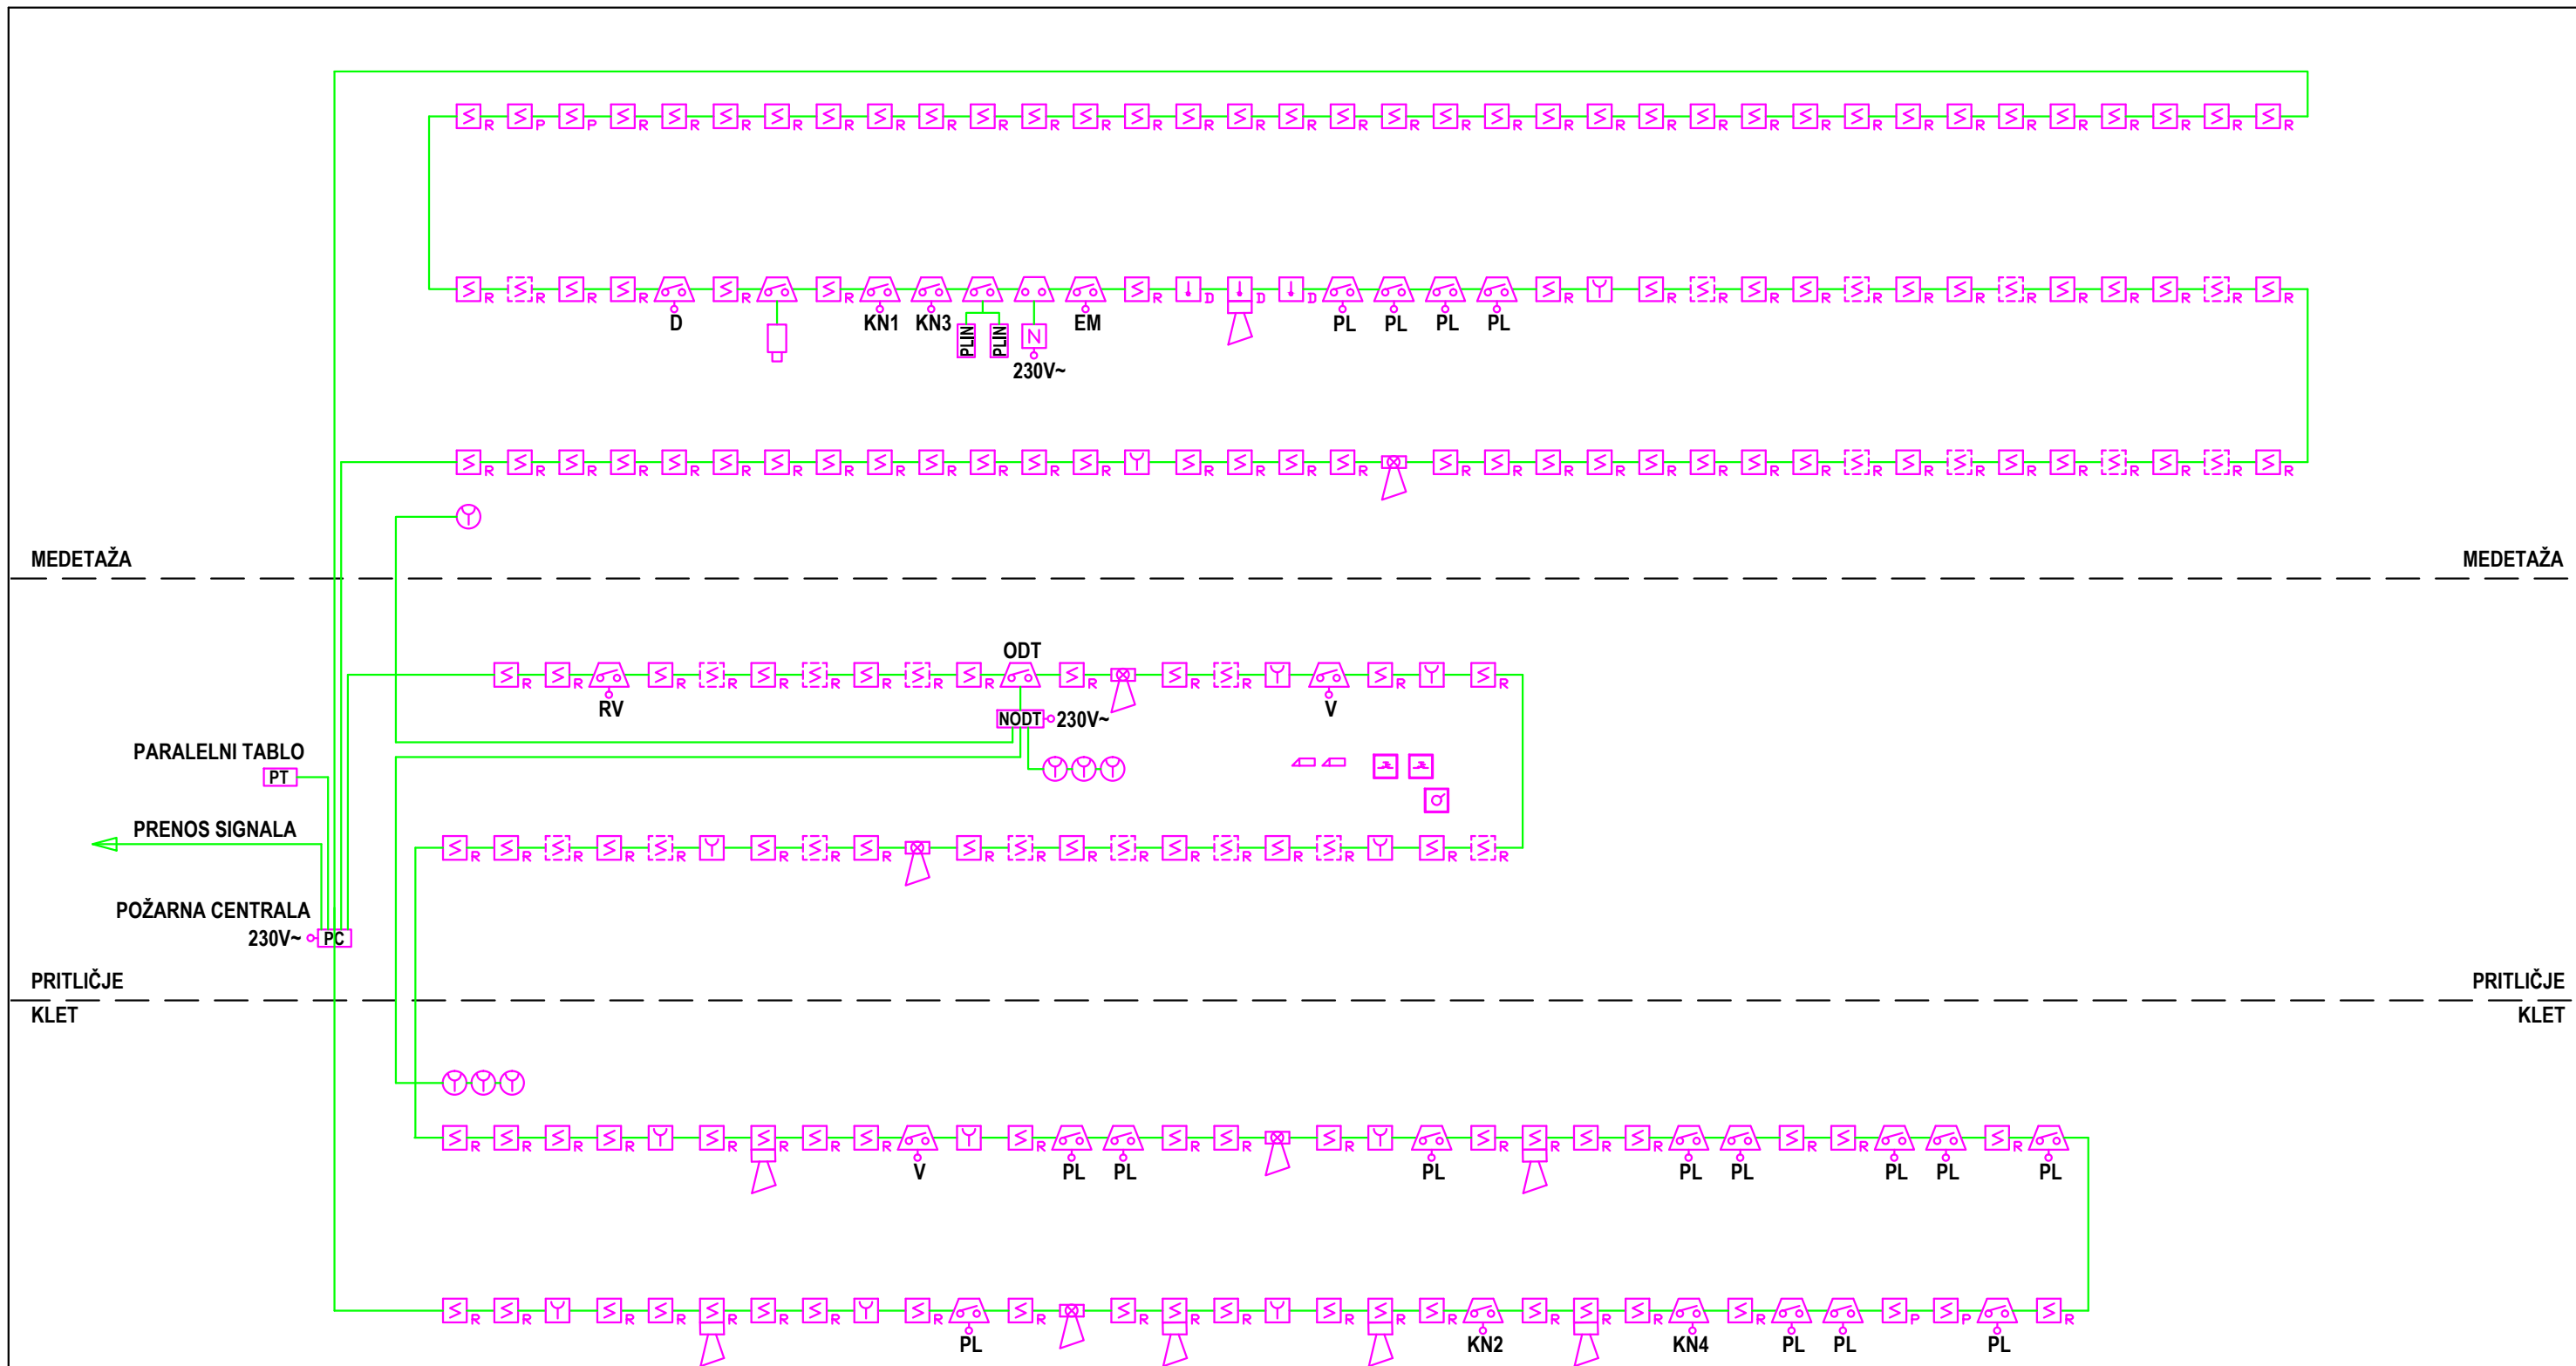 R P P R R R R R R R R R R R R R R R R R R R R R R R R R R R R R R R R R
R R R R R R R D D D R R R R R R R R R R R R R R
D KN1 KN3 PLIN PLIN N EM PL PL PL PL
230V~
R R R R R R R R R R R R R R R R R R R R R R R R R R R R R R R R R R
MEDETAŽA MEDETAŽA
ODT
R R R R R R R R R R R R R R
RV V
NODT 230V~
PARALELNI TABLO
PT
PRENOS SIGNALA
R R R R R R R R R R R R R R R R R R
POŽARNA CENTRALA
230V~ PC
PRITLIČJE PRITLIČJE
KLET KLET
R R R R R R R R R R R R R R R R R R R
V PL PL PL PL PL PL PL PL
R R R R R R R R R R R R R R R R R R R P P R
PL KN2 KN4 PL PL PL